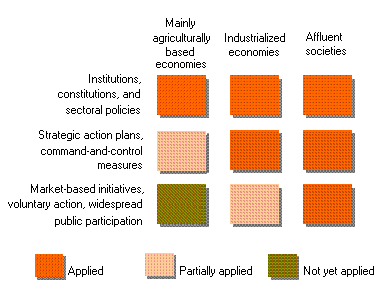 Mainly
agriculturally
based
economies
Industrialized
economies
Affluent
societies
Institutions,
constitutions, and
sectoral policies
Strategic action plans,
command-and-control
measures
Market-based initiatives,
voluntary action, widespread
public participation
Applied
Partially applied
Not yet applied